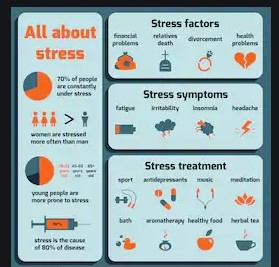 All about
stress
70% of people
are constantly
under stress
women are stressed
more often than man
young people are
more prone to stress
stress is the cause
of 80% of disease
Stress factors
financial
problems
relatives
death
divorcement
health
problems
Stress symptoms
fatigue
irritability
insomnia
headache
Stress treatment
sport
antidepressants
music
meditation
bath
aromatherapy
healthy food
herbal tea